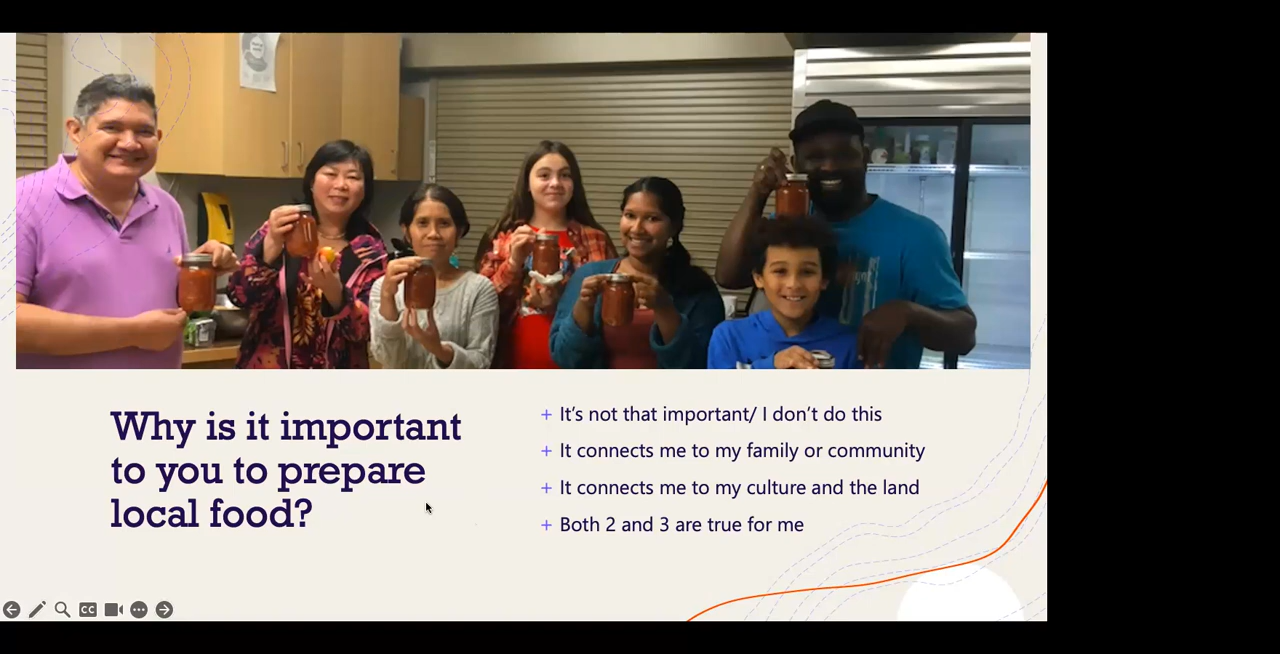 Why is it important
to you to prepare
local food?
+ It's not that important/ I don't do this
+ It connects me to my family or community
+ It connects me to my culture and the land
+ Both 2 and 3 are true for me
CC